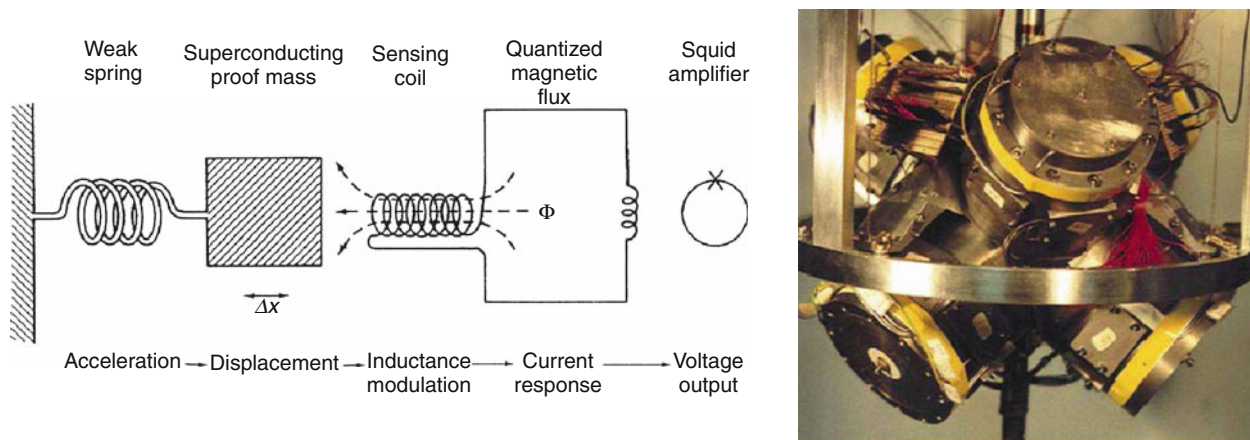 Weak
spring
Superconducting
proof mass
Sensing
coil
Quantized
magnetic
flux
Squid
amplifier
Φ
Δx
Acceleration → Displacement → Inductance
modulation → Current
response → Voltage
output